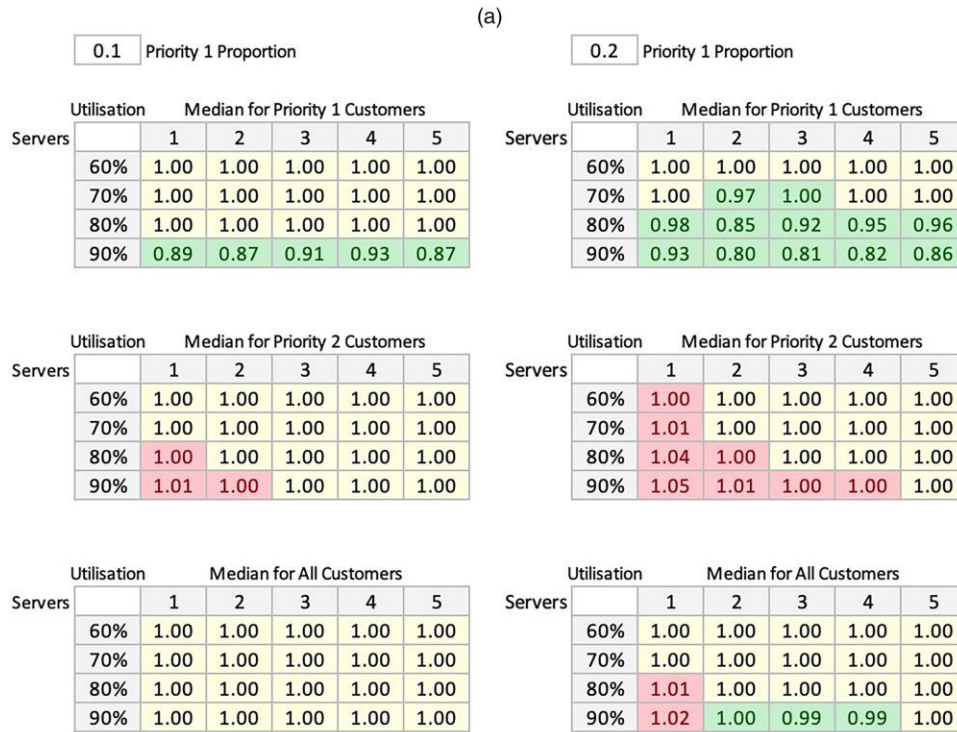 (a)
0.1 Priority 1 Proportion
Utilisation Median for Priority 1 Customers
Servers 1 2 3 4 5
60% 1.00 1.00 1.00 1.00 1.00
70% 1.00 1.00 1.00 1.00 1.00
80% 1.00 1.00 1.00 1.00 1.00
90% 0.89 0.87 0.91 0.93 0.87
Utilisation Median for Priority 2 Customers
Servers 1 2 3 4 5
60% 1.00 1.00 1.00 1.00 1.00
70% 1.00 1.00 1.00 1.00 1.00
80% 1.00 1.00 1.00 1.00 1.00
90% 1.01 1.00 1.00 1.00 1.00
Utilisation Median for All Customers
Servers 1 2 3 4 5
60% 1.00 1.00 1.00 1.00 1.00
70% 1.00 1.00 1.00 1.00 1.00
80% 1.00 1.00 1.00 1.00 1.00
90% 1.00 1.00 1.00 1.00 1.00
0.2 Priority 1 Proportion
Utilisation Median for Priority 1 Customers
Servers 1 2 3 4 5
60% 1.00 1.00 1.00 1.00 1.00
70% 1.00 0.97 1.00 1.00 1.00
80% 0.98 0.85 0.92 0.95 0.96
90% 0.93 0.80 0.81 0.82 0.86
Utilisation Median for Priority 2 Customers
Servers 1 2 3 4 5
60% 1.00 1.00 1.00 1.00 1.00
70% 1.01 1.00 1.00 1.00 1.00
80% 1.04 1.00 1.00 1.00 1.00
90% 1.05 1.01 1.00 1.00 1.00
Utilisation Median for All Customers
Servers 1 2 3 4 5
60% 1.00 1.00 1.00 1.00 1.00
70% 1.00 1.00 1.00 1.00 1.00
80% 1.01 1.00 1.00 1.00 1.00
90% 1.02 1.00 0.99 0.99 1.00